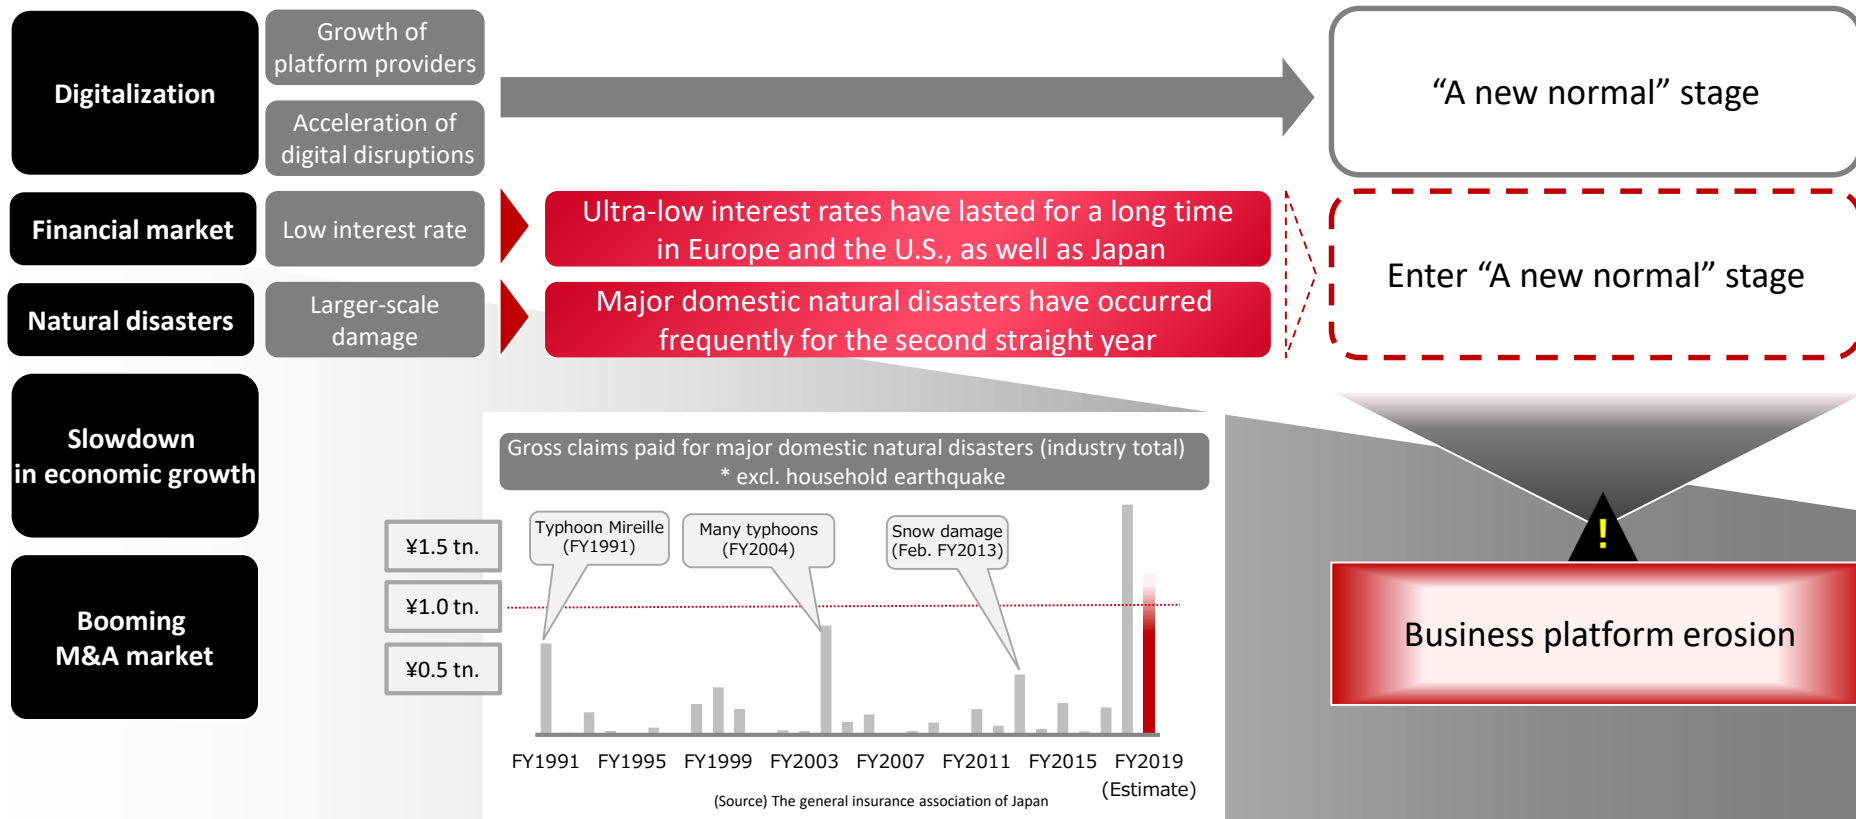 Digitalization
Growth of
platform providers
Acceleration of
digital disruptions
“A new normal” stage
Financial market
Low interest rate
Ultra-low interest rates have lasted for a long time
in Europe and the U.S., as well as Japan
Natural disasters
Larger-scale
damage
Major domestic natural disasters have occurred
frequently for the second straight year
Enter “A new normal” stage
Slowdown
in economic growth
Booming
M&A market
Gross claims paid for major domestic natural disasters (industry total)
* excl. household earthquake
¥1.5 tn.
¥1.0 tn.
¥0.5 tn.
Typhoon Mireille
(FY1991)
Many typhoons
(FY2004)
Snow damage
(Feb. FY2013)
FY1991 FY1995 FY1999 FY2003 FY2007 FY2011 FY2015 FY2019
(Estimate)
(Source) The general insurance association of Japan
!
Business platform erosion